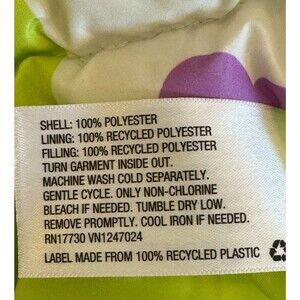 SHELL: 100% POLYESTER
LINING: 100% RECYCLED POLYESTER
FILLING: 100% RECYCLED POLYESTER
TURN GARMENT INSIDE OUT.
MACHINE WASH COLD SEPARATELY.
GENTLE CYCLE. ONLY NON-CHLORINE
BLEACH IF NEEDED. TUMBLE DRY LOW.
REMOVE PROMPTLY. COOL IRON IF NEEDED.
RN17730 VN1247024
LABEL MADE FROM 100% RECYCLED PLASTIC